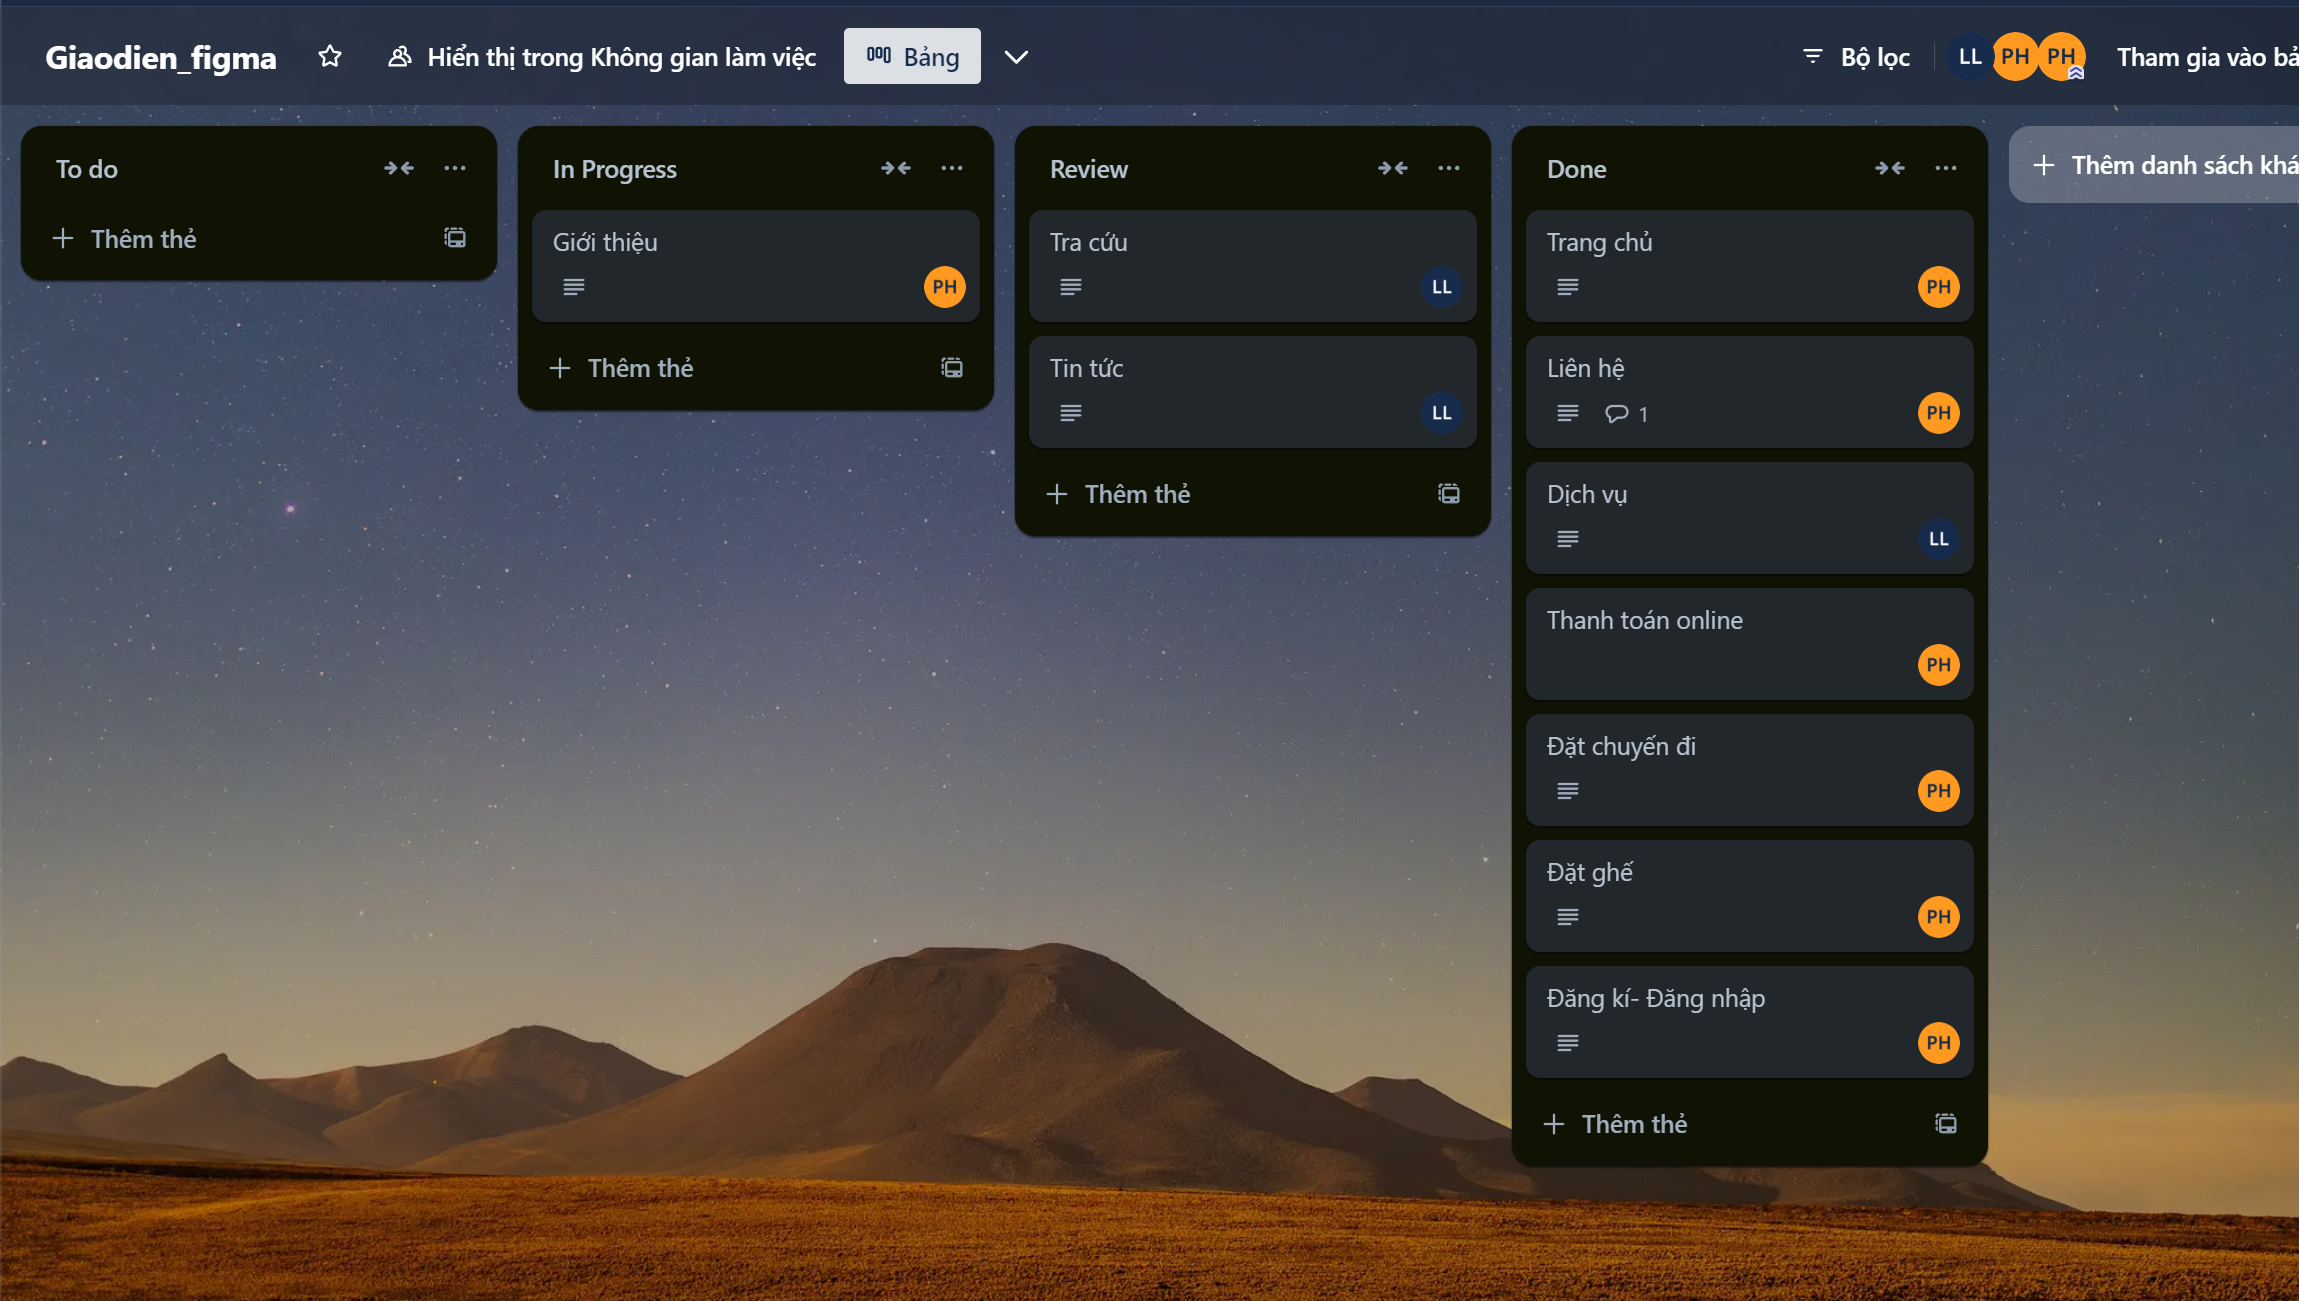 Giaodien_figma
Hiển thị trong Không gian làm việc
Bảng
Bộ lọc
LL
PH
PH
Tham gia vào
To do
Thêm thẻ
In Progress
Giới thiệu
PH
Thêm thẻ
Review
Tra cứu
LL
Tin tức
LL
Thêm thẻ
Done
Trang chủ
PH
Liên hệ
1
PH
Dịch vụ
LL
Thanh toán online
PH
Đặt chuyến đi
PH
Đặt ghế
PH
Đăng kí- Đăng nhập
PH
Thêm thẻ
Thêm danh sách